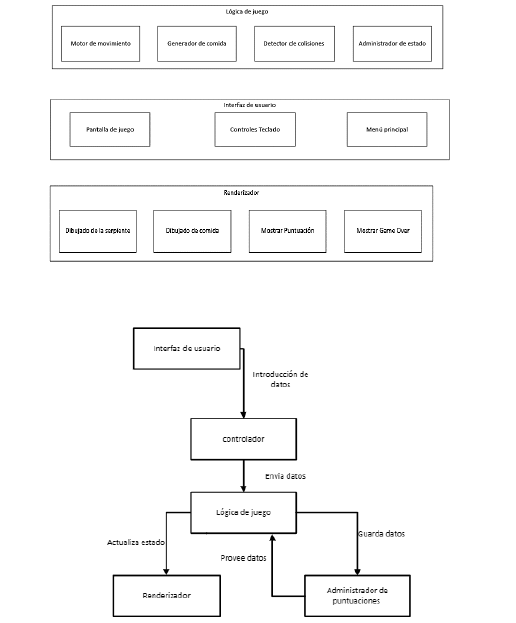 Lógica de juego
Motor de movimiento
Generador de comida
Detector de colisiones
Administrador de estado
Interfaz de usuario
Pantalla de juego
Controles Teclado
Menú principal
Renderizador
Dibujado de la serpiente
Dibujado de comida
Mostrar Puntuación
Mostrar Game Over
Interfaz de usuario
Introducción de
datos
controlador
Envía datos
Lógica de juego
Actualiza estado
Provee datos
Guarda datos
Renderizador
Administrador de
puntuaciones